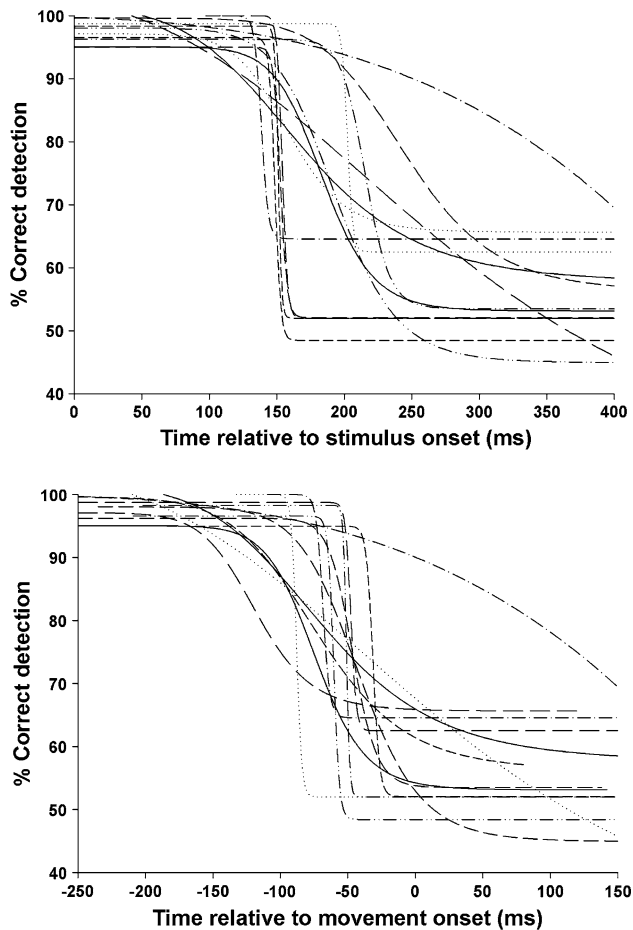 100
90
80
70
60
50
40
% Correct detection
0 50 100 150 200 250 300 350 400
Time relative to stimulus onset (ms)
100
90
80
70
60
50
40
% Correct detection
-250 -200 -150 -100 -50 0 50 100 150
Time relative to movement onset (ms)